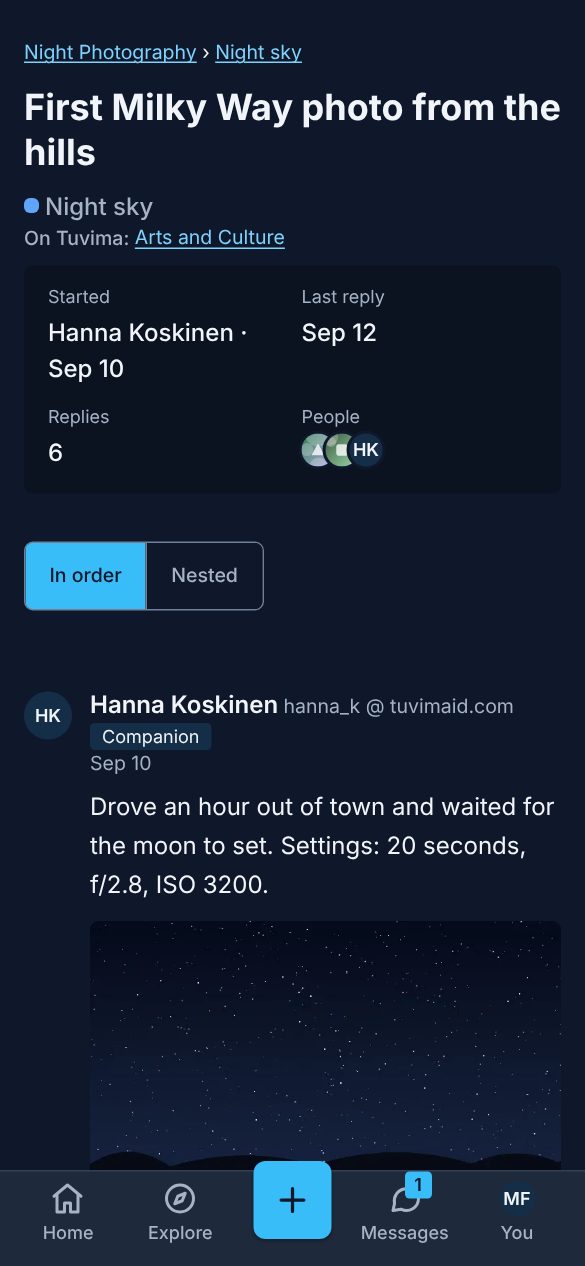 Night Photography › Night sky
First Milky Way photo from the
hills
Night sky
On Tuvima: Arts and Culture
Started
Hanna Koskinen ·
Sep 10
Last reply
Sep 12
Replies
6
People
HK
In order
Nested
HK
Hanna Koskinen hanna_k @ tuvimaid.com
Companion
Sep 10
Drove an hour out of town and waited for
the moon to set. Settings: 20 seconds,
f/2.8, ISO 3200.
Home
Explore
+
1
Messages
MF
You